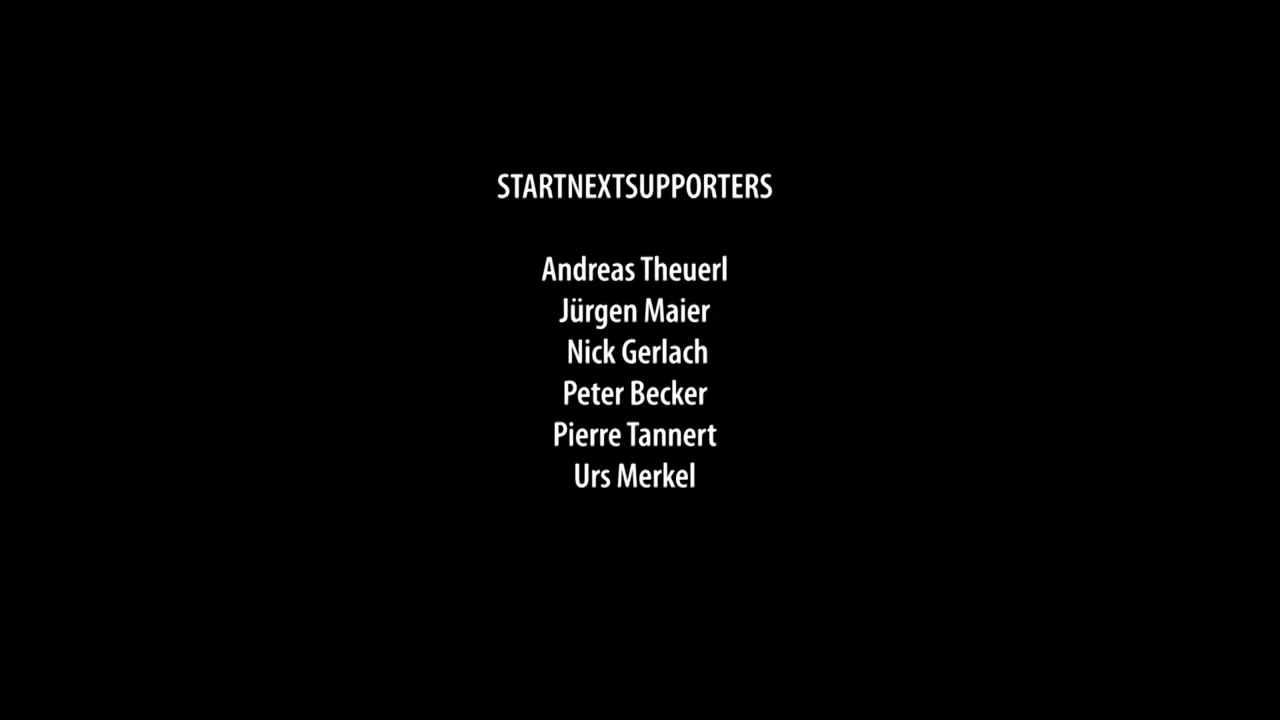 STARTNEXTSUPPORTERS
Andreas Theuerl
Jürgen Maier
Nick Gerlach
Peter Becker
Pierre Tannert
Urs Merkel